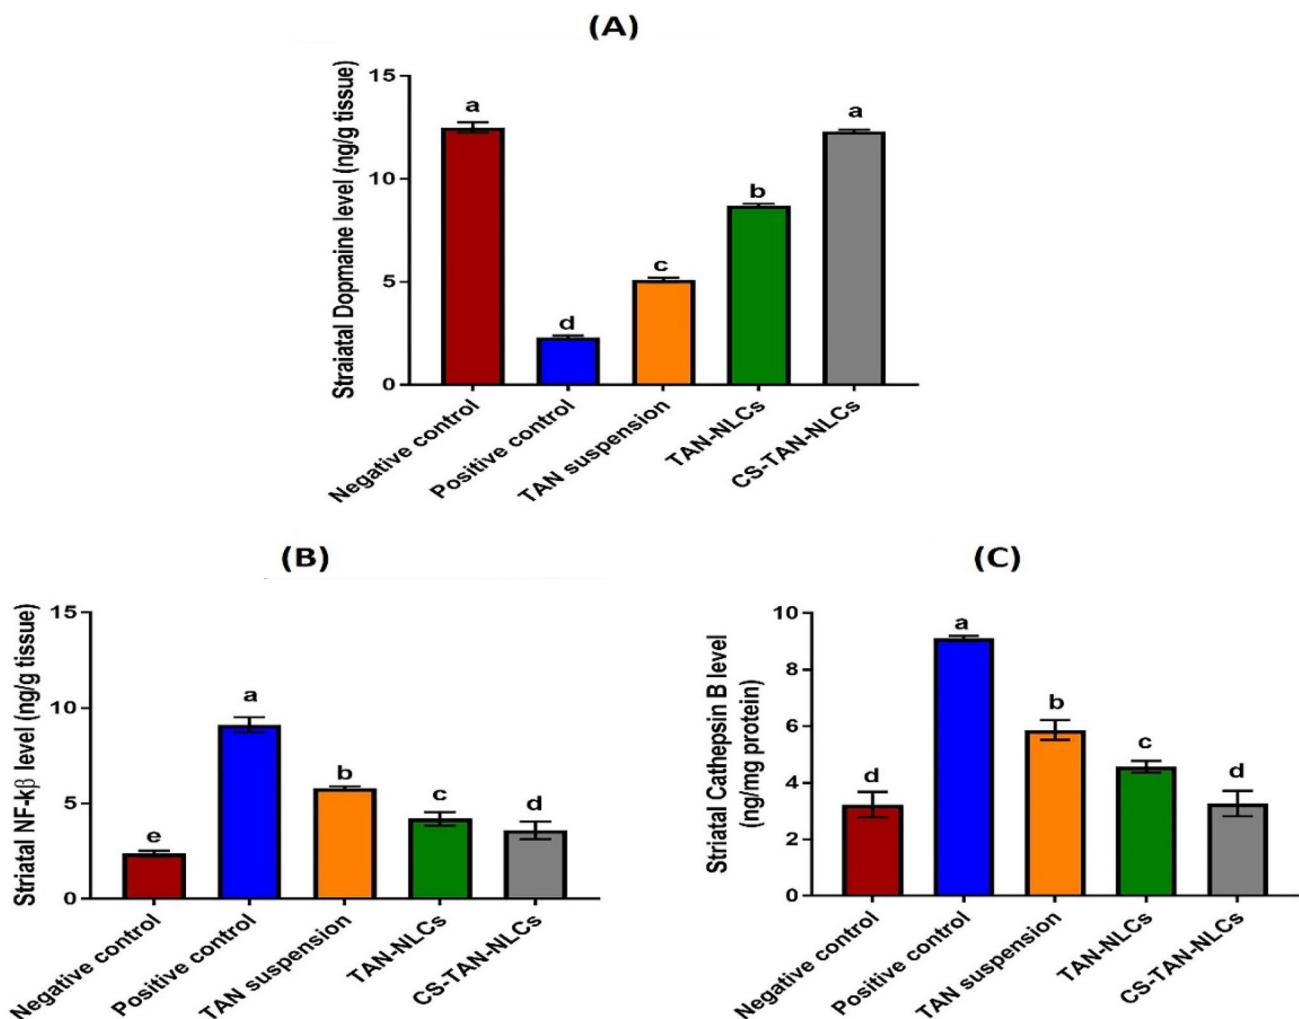 (A)
Straiatal Dopmaine level (ng/g tissue)
15
10
5
0
a
d
c
b
a
Negative control
Positive control
TAN suspension
TAN-NLCs
CS-TAN-NLCs
(B)
Striatal NF-kβ level (ng/g tissue)
15
10
5
0
e
a
b
c
d
Negative control
Positive control
TAN suspension
TAN-NLCs
CS-TAN-NLCs
(C)
Striatal Cathepsin B level
(ng/mg protein)
10
8
6
4
2
0
d
a
b
c
d
Negative control
Positive control
TAN suspension
TAN-NLCs
CS-TAN-NLCs